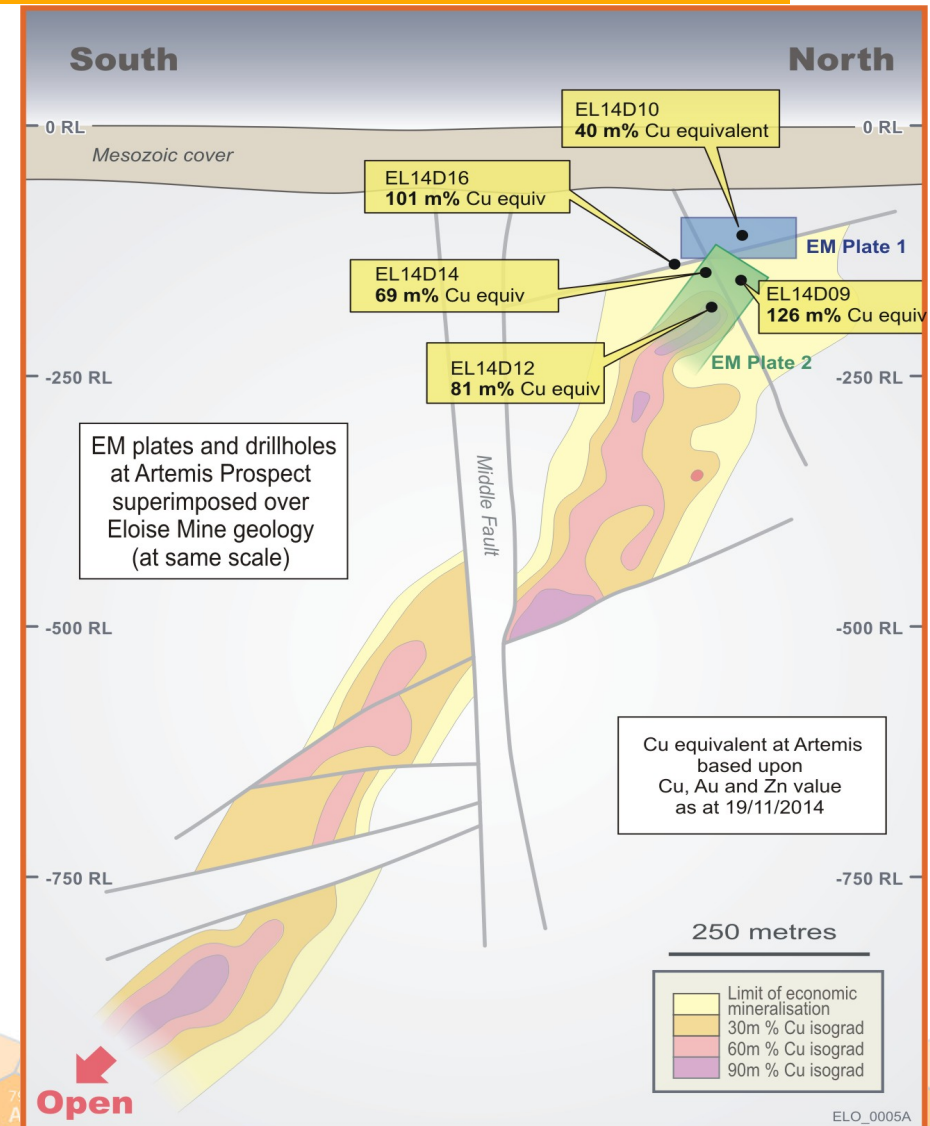 South
North
EL14D10
40 m% Cu equivalent
0 RL
0 RL
Mesozoic cover
EL14D16
101 m% Cu equiv
EM Plate 1
EL14D14
69 m% Cu equiv
EL14D09
126 m% Cu equiv
EL14D12
81 m% Cu equiv
EM Plate 2
-250 RL
-250 RL
EM plates and drillholes
at Artemis Prospect
superimposed over
Eloise Mine geology
(at same scale)
Middle Fault
-500 RL
-500 RL
Cu equivalent at Artemis
based upon
Cu, Au and Zn value
as at 19/11/2014
-750 RL
-750 RL
250 metres
Limit of economic
mineralisation
30m % Cu isograd
60m % Cu isograd
90m % Cu isograd
Open
ELO_0005A